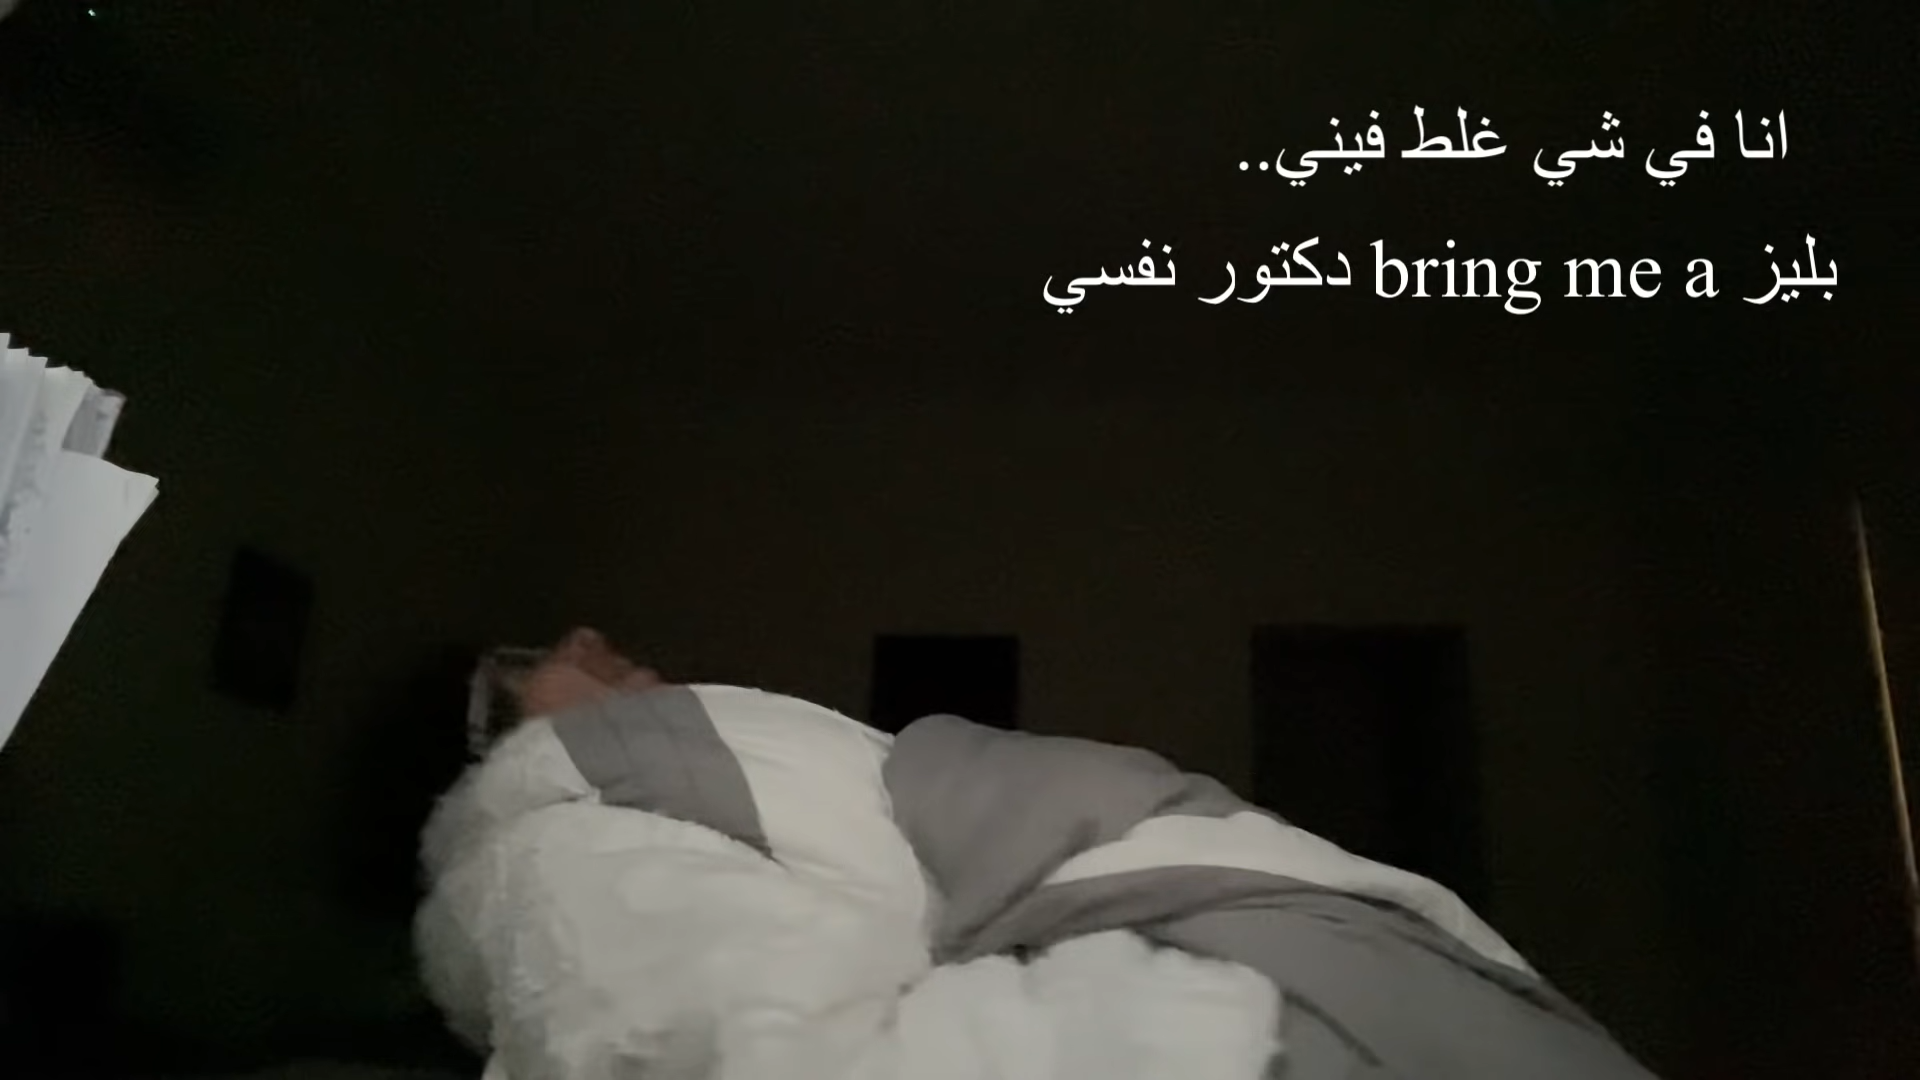 انا في شي غلط فيني..
بليز bring me a دكتور نفسي